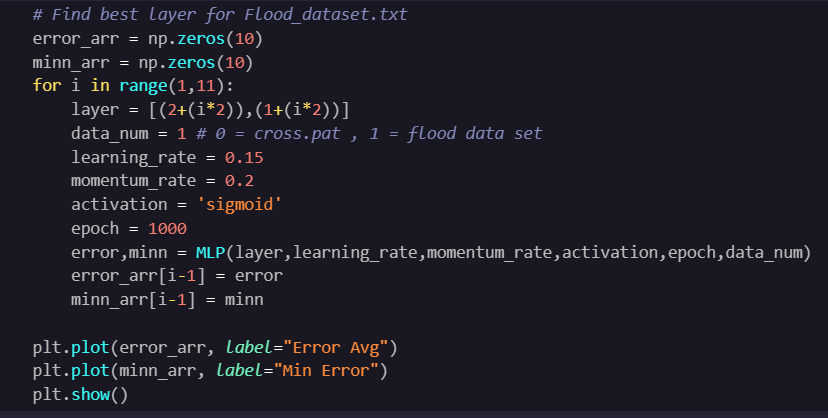 # Find best layer for Flood_dataset.txt
error_arr = np.zeros(10)
minn_arr = np.zeros(10)
for i in range(1,11):
    layer = [(2+(i*2)),(1+(i*2))]
    data_num = 1 # 0 = cross.pat , 1 = flood data set
    learning_rate = 0.15
    momentum_rate = 0.2
    activation = 'sigmoid'
    epoch = 1000
    error,minn = MLP(layer,learning_rate,momentum_rate,activation,epoch,data_num)
    error_arr[i-1] = error
    minn_arr[i-1] = minn

plt.plot(error_arr, label="Error Avg")
plt.plot(minn_arr, label="Min Error")
plt.show()